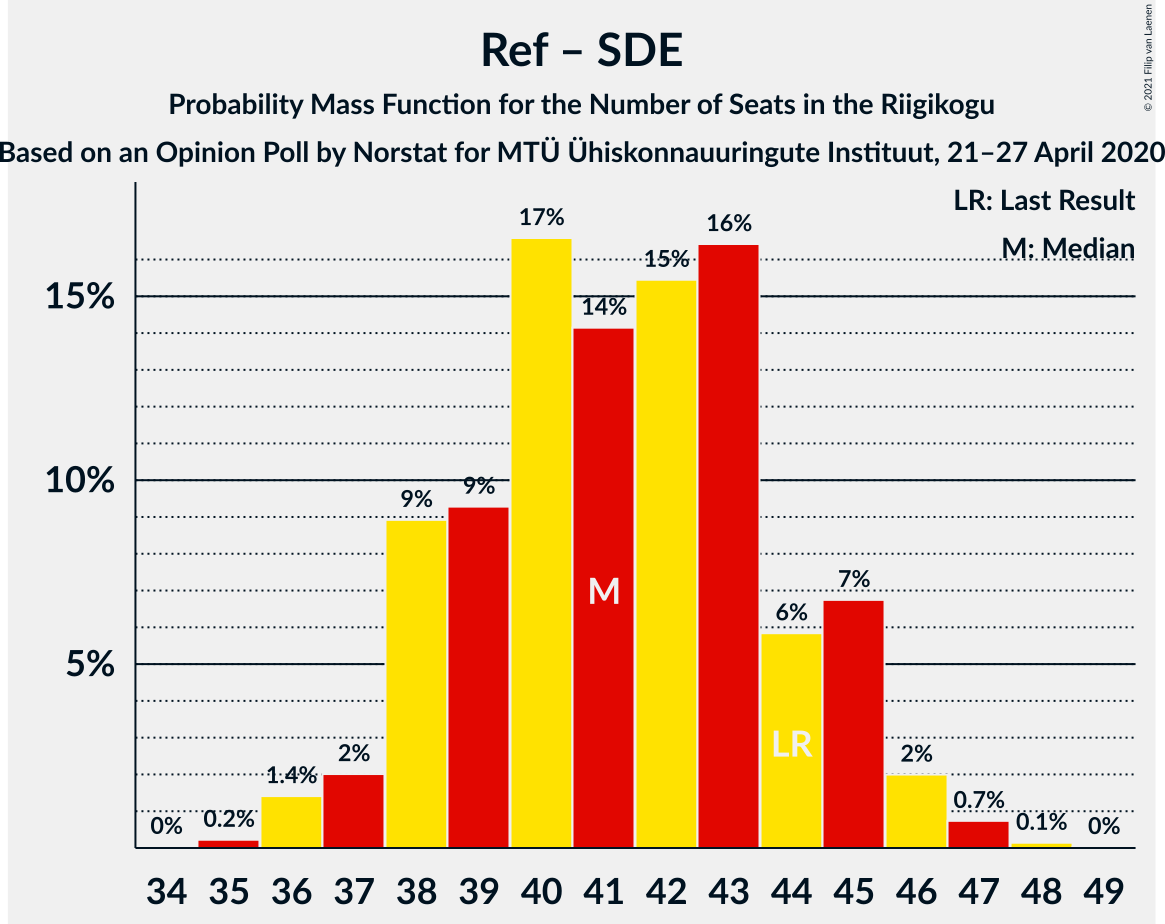 Ref – SDE
Probability Mass Function for the Number of Seats in the Riigikogu
Based on an Opinion Poll by Norstat for MTÜ Ühiskonnauuringute Instituut, 21–27 April 2020
© 2021 Filip van Laenen
LR: Last Result
M: Median
17%
16%
15%
15%
14%
10%
9%
9%
M
7%
6%
5%
LR
2%
2%
1.4%
0.7%
0%
0.2%
0.1%
0%
34 35 36 37 38 39 40 41 42 43 44 45 46 47 48 49